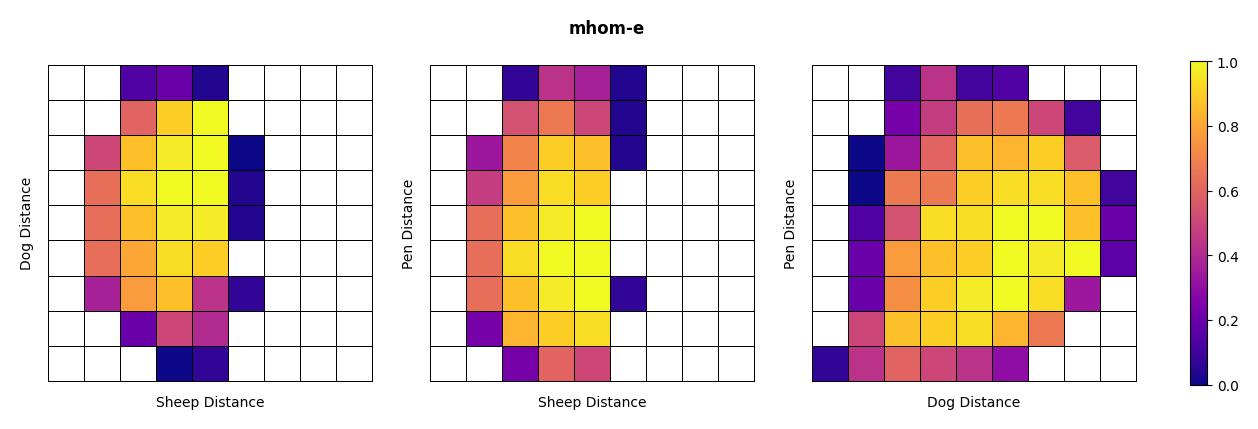 mhom-e
Dog Distance
Sheep Distance
Pen Distance
Sheep Distance
Pen Distance
Dog Distance
1.0
0.8
0.6
0.4
0.2
0.0